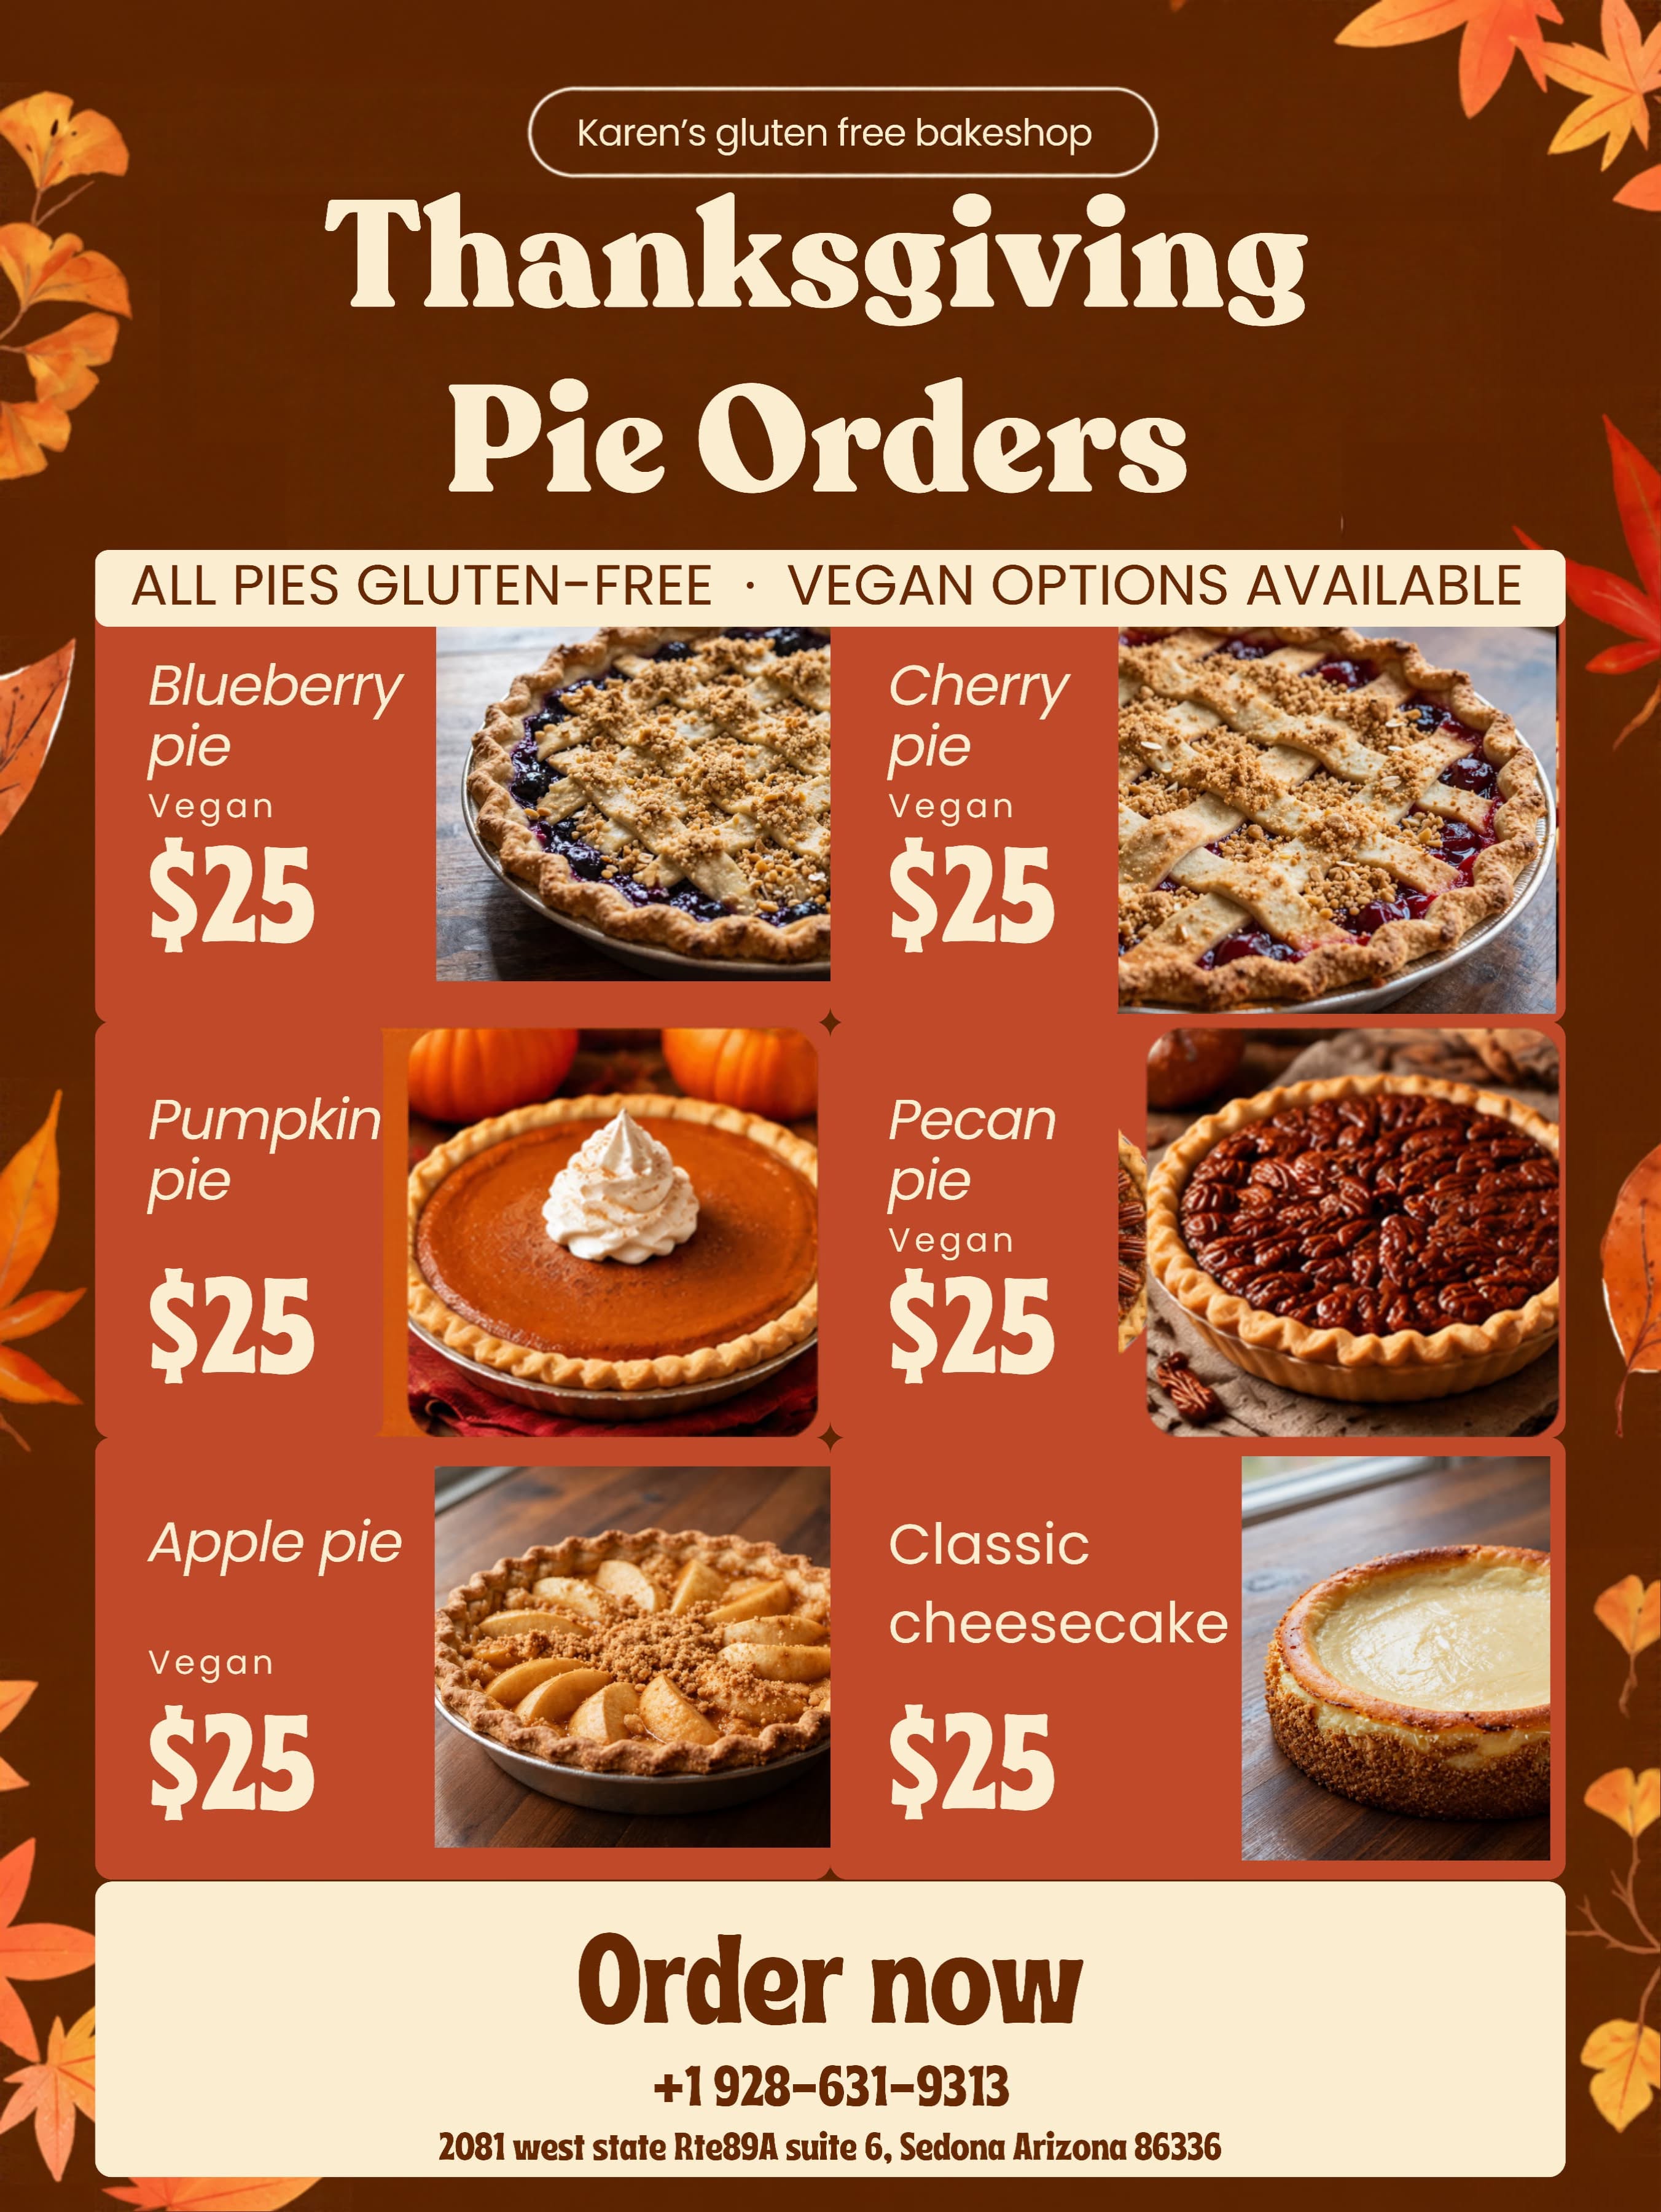 Karen's gluten free bakeshop
Thanksgiving
Pie Orders
ALL PIES GLUTEN-FREE · VEGAN OPTIONS AVAILABLE
Blueberry
pie
Vegan
$25
Cherry
pie
Vegan
$25
Pumpkin
pie
$25
Pecan
pie
Vegan
$25
Apple pie
Vegan
$25
Classic
cheesecake
$25
Order now
+1 928-631-9313
2081 west state Rte89A suite 6, Sedona Arizona 86336